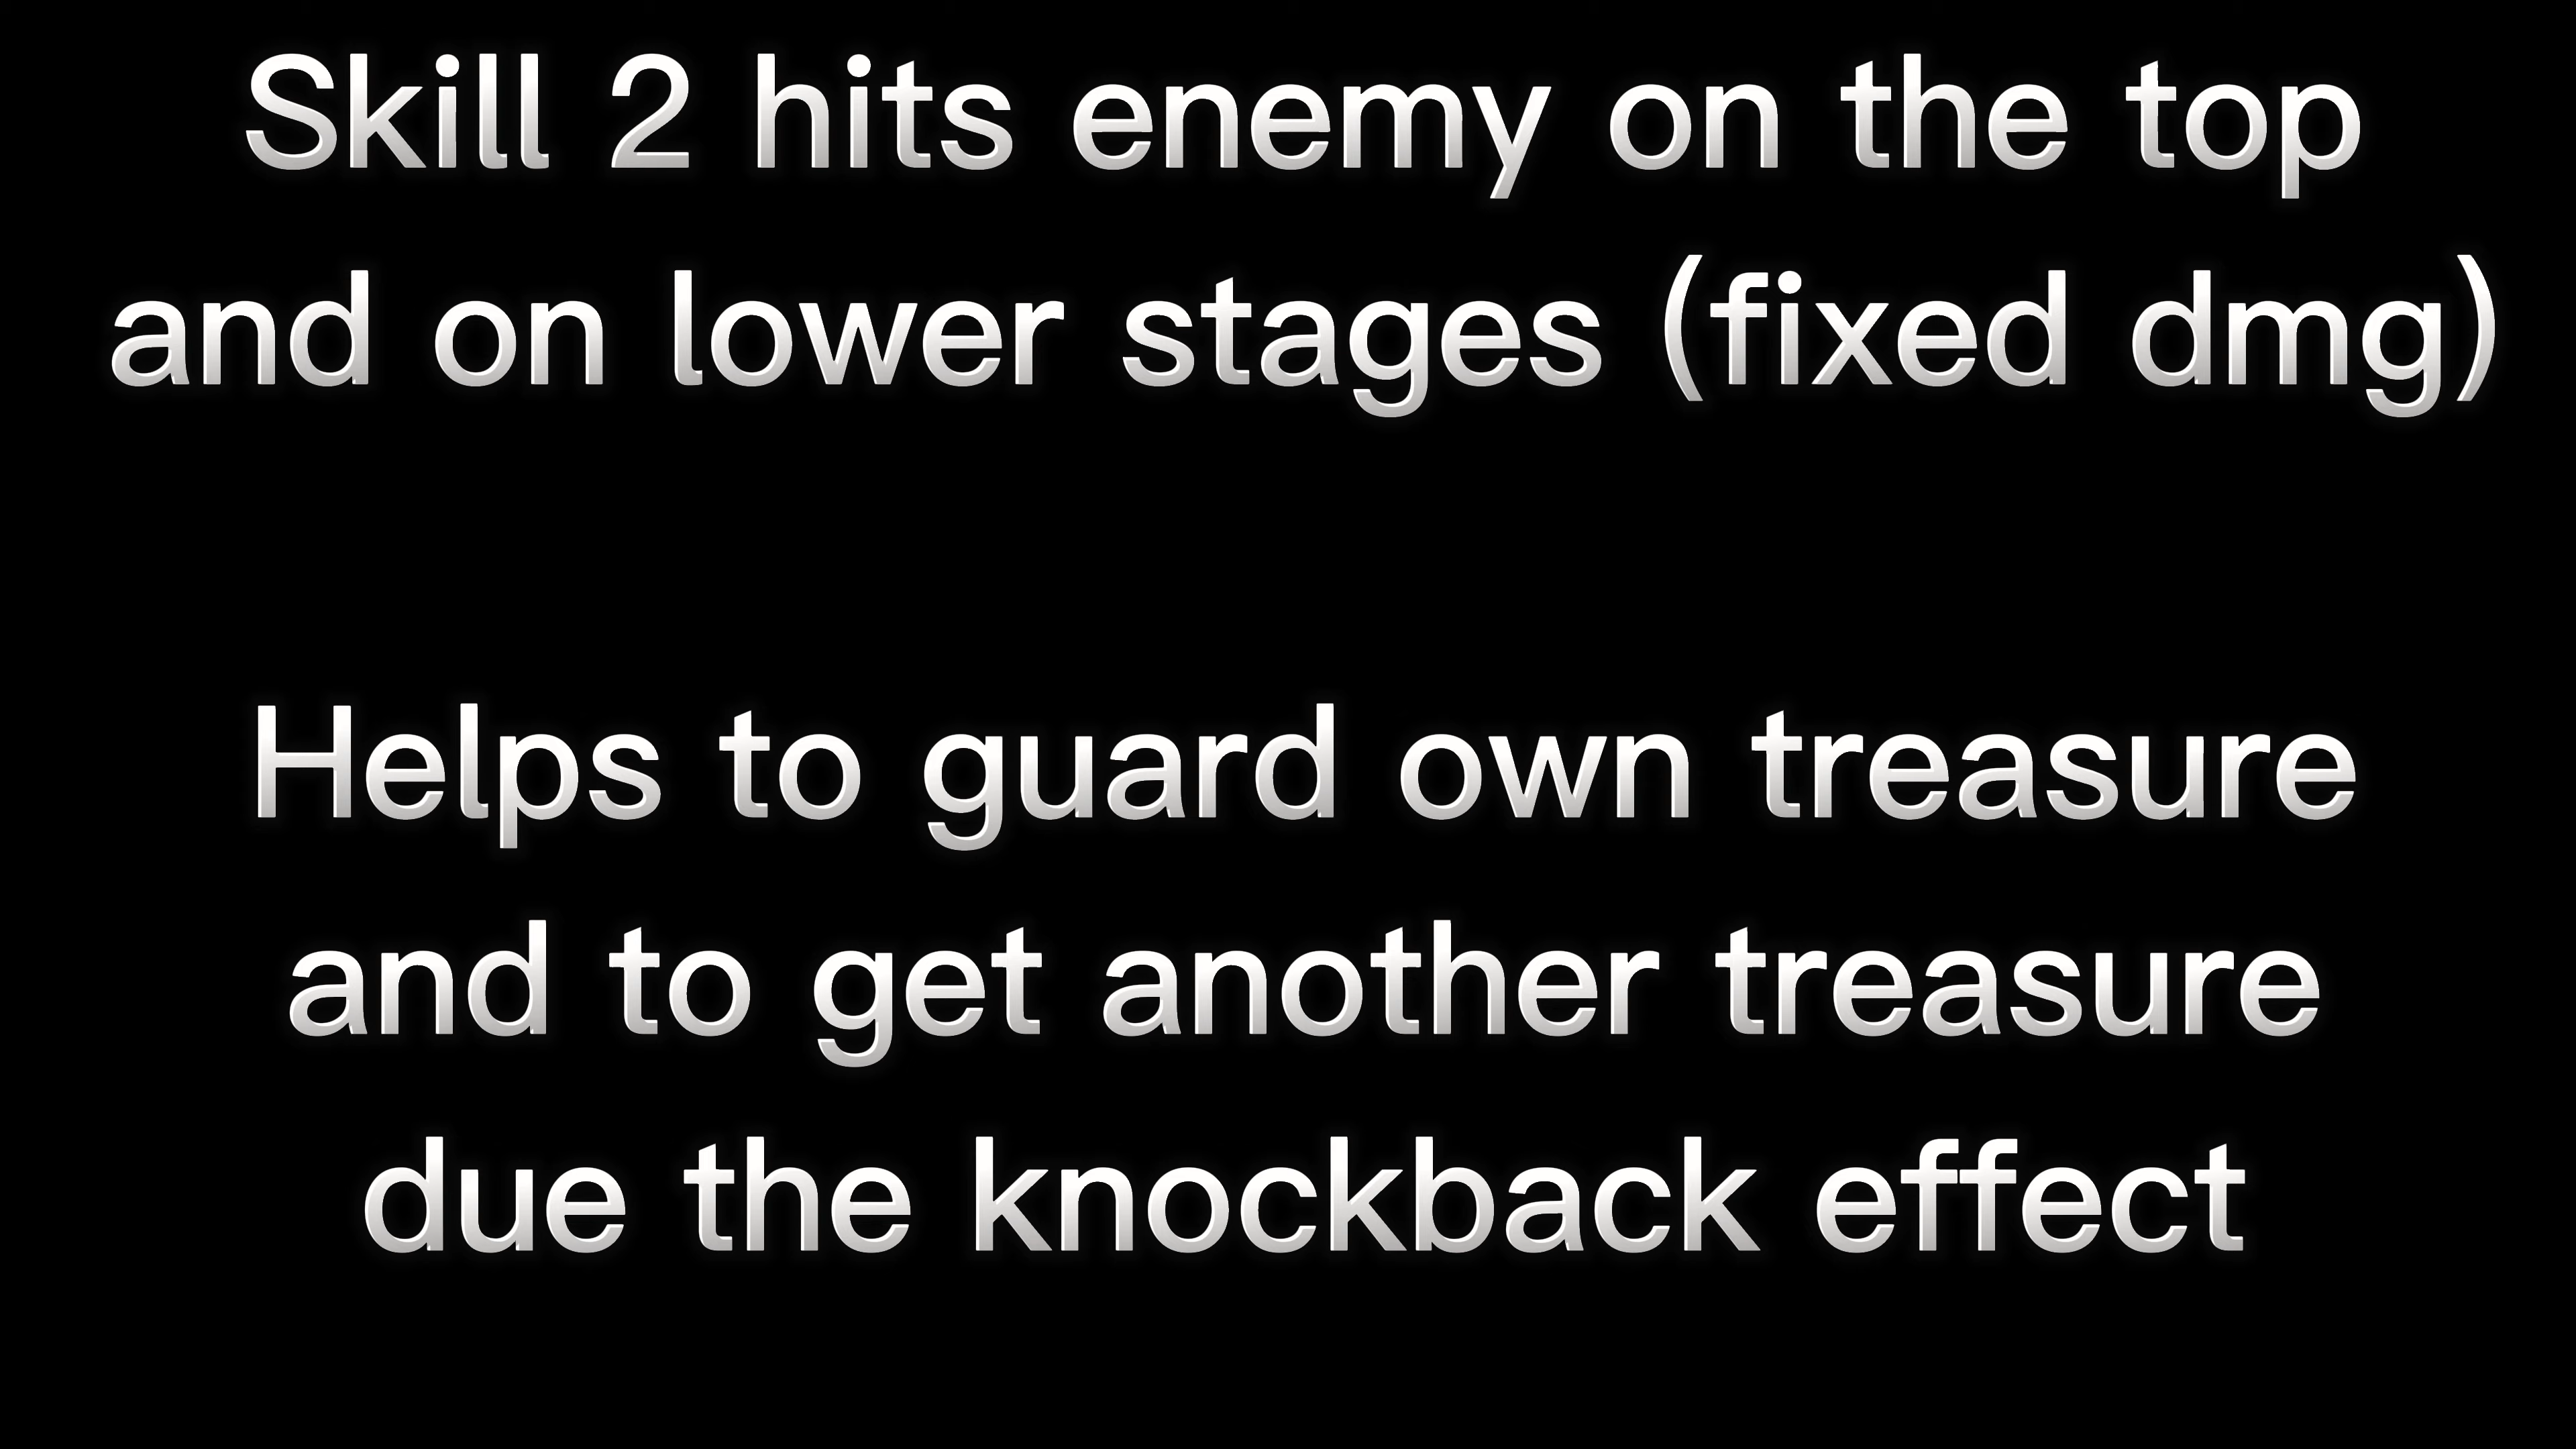 Skill 2 hits enemy on the top
and on lower stages (fixed dmg)
Helps to guard own treasure
and to get another treasure
due the knockback effect